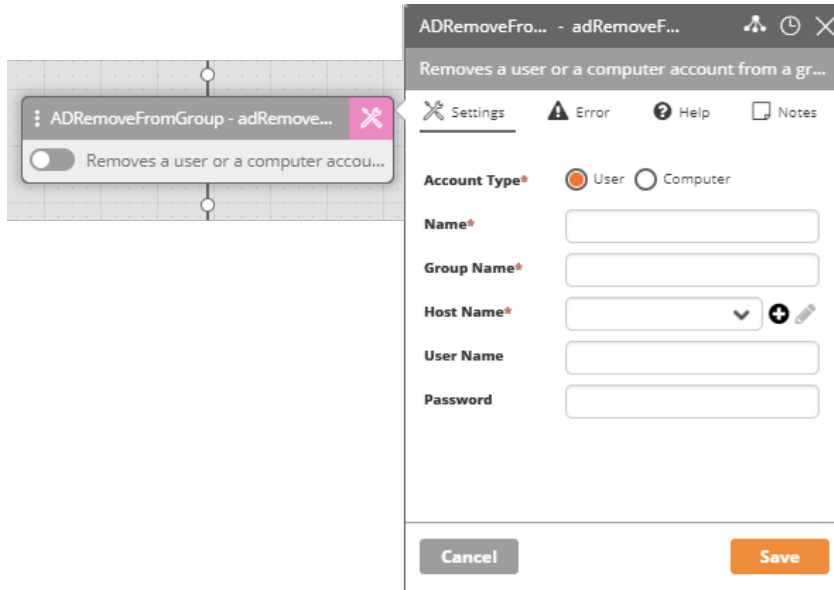 ADRemoveFromGroup - adRemove...
Removes a user or a computer accou...
ADRemoveFro... - adRemoveF...
Removes a user or a computer account from a gr...
Settings Error Help Notes
Account Type* User Computer
Name*
Group Name*
Host Name*
User Name
Password
Cancel Save